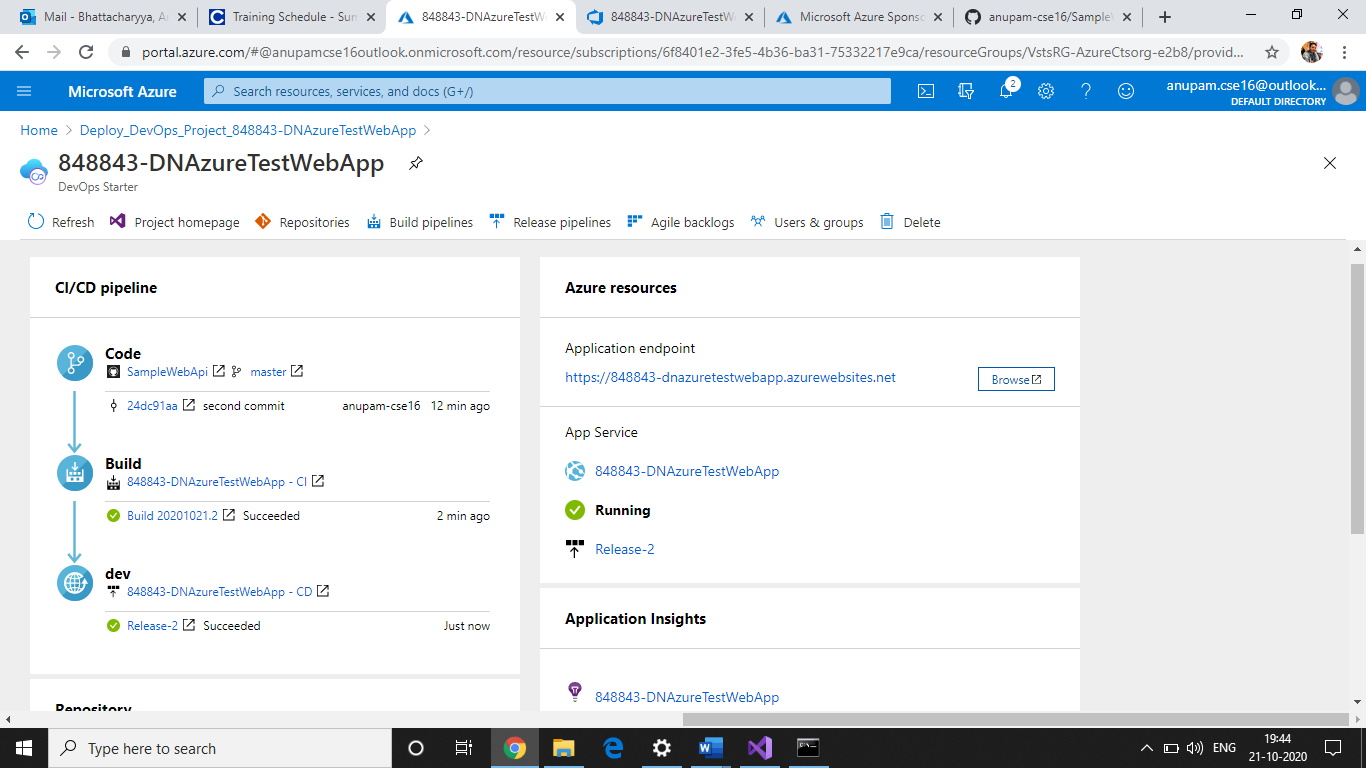 Mail - Bhattacharyya, A
Training Schedule - Sun
848843-DNAzureTestW
848843-DNAzureTestW
Microsoft Azure Sponso
anupam-cse16/Sample
portal.azure.com/#@anupamcse16outlook.onmicrosoft.com/resource/subscriptions/6f8401e2-3fe5-4b36-ba31-75332217e9ca/resourceGroups/VstsRG-AzureCtsorg-e2b8/provid...
Microsoft Azure
Search resources, services, and docs (G+/)
2
anupam.cse16@outlook...
DEFAULT DIRECTORY
Home > Deploy_DevOps_Project_848843-DNAzureTestWebApp >
848843-DNAzureTestWebApp
DevOps Starter
Refresh Project homepage Repositories Build pipelines Release pipelines Agile backlogs Users & groups Delete
CI/CD pipeline
Code
SampleWebApi master
24dc91aa second commit anupam-cse16 12 min ago
Build
848843-DNAzureTestWebApp - CI
Build 20201021.2 Succeeded 2 min ago
dev
848843-DNAzureTestWebApp - CD
Release-2 Succeeded Just now
Repository
Azure resources
Application endpoint
https://848843-dnazuretestwebapp.azurewebsites.net Browse
App Service
848843-DNAzureTestWebApp
Running
Release-2
Application Insights
848843-DNAzureTestWebApp
Type here to search
ENG
19:44
21-10-2020